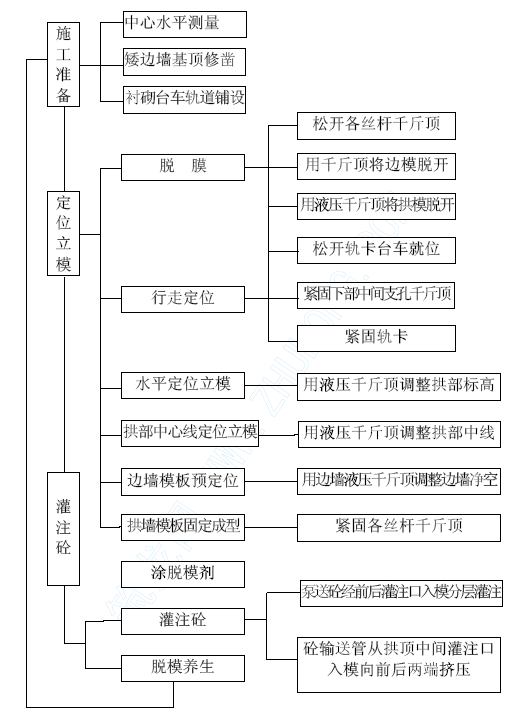 施工准备
中心水平测量
矮边墙基顶修凿
衬砌台车轨道铺设
定位立模
脱 膜
松开各丝杆千斤顶
用千斤顶将边模脱开
用液压千斤顶将拱模脱开
行走定位
松开轨卡台车就位
紧固下部中间支孔千斤顶
紧固轨卡
水平定位立模
用液压千斤顶调整拱部标高
拱部中心线定位立模
用液压千斤顶调整拱部中线
边墙模板预定位
用边墙液压千斤顶调整边墙净空
拱墙模板固定成型
紧固各丝杆千斤顶
灌注砼
涂脱模剂
灌注砼
泵送砼经前后灌注口入模分层灌注
砼输送管从拱顶中间灌注口
入模向前后两端挤压
脱模养生